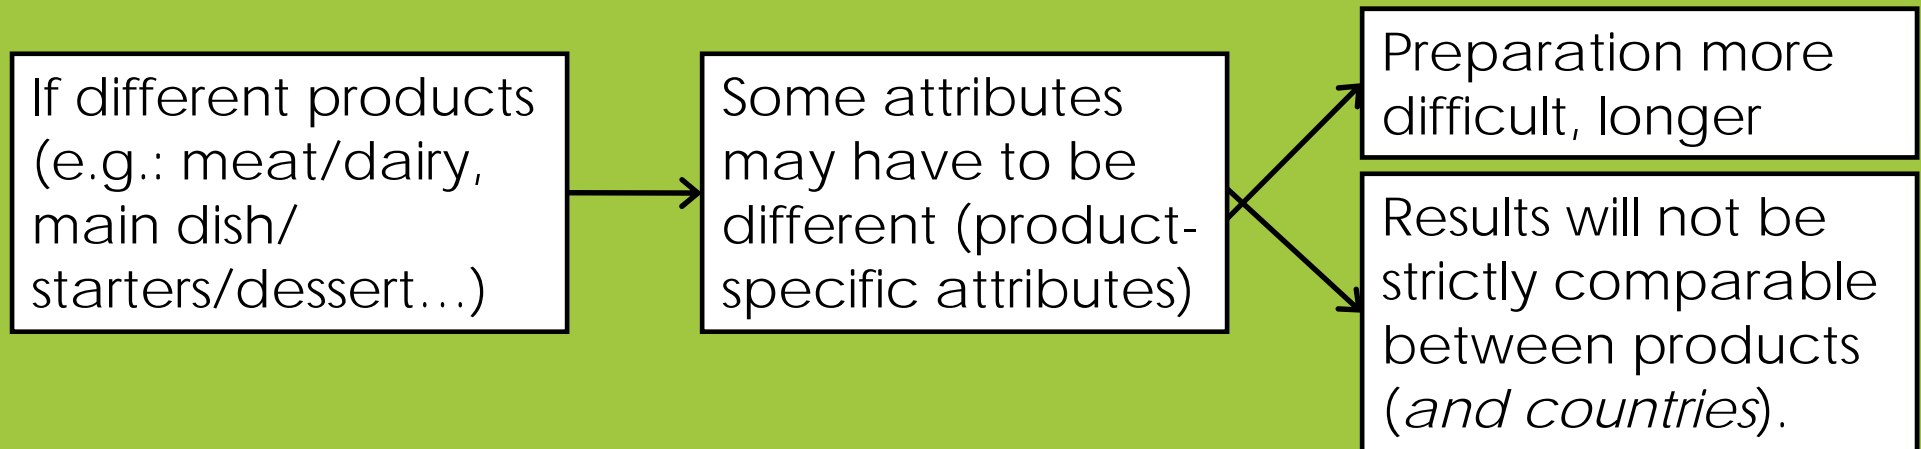 If different products
(e.g.: meat/dairy,
main dish/
starters/dessert…)
Some attributes
may have to be
different (product-
specific attributes)
Preparation more
difficult, longer
Results will not be
strictly comparable
between products
(and countries).